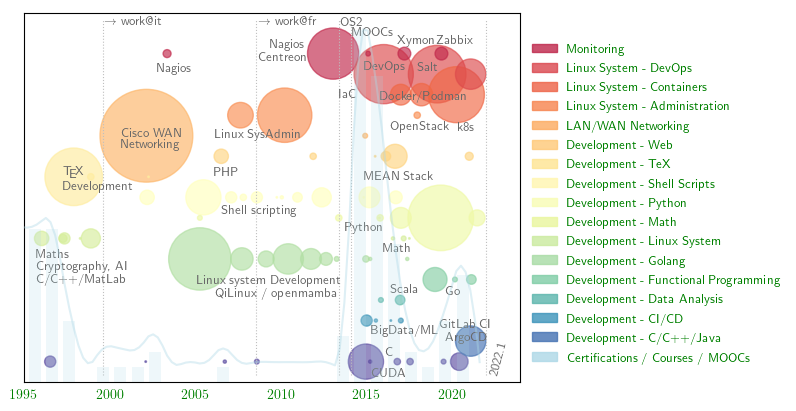 → work@it
→ work@fr
OS2
MOOCs
Nagios
Centreon
Xymon
Zabbix
Nagios
DevOps
Salt
IaC
Docker/Podman
Cisco WAN
Networking
Linux SysAdmin
OpenStack
k8s
TEX
Development
PHP
MEAN Stack
Shell scripting
Python
Maths
Cryptography, AI
C/C++/MatLab
Math
Linux system Development
QiLinux / openmamba
Scala
Go
BigData/ML
GitLab CI
ArgoCD
C
CUDA
2022.1
1995
2000
2005
2010
2015
2020
Monitoring
Linux System - DevOps
Linux System - Containers
Linux System - Administration
LAN/WAN Networking
Development - Web
Development - TeX
Development - Shell Scripts
Development - Python
Development - Math
Development - Linux System
Development - Golang
Development - Functional Programming
Development - Data Analysis
Development - CI/CD
Development - C/C++/Java
Certifications / Courses / MOOCs